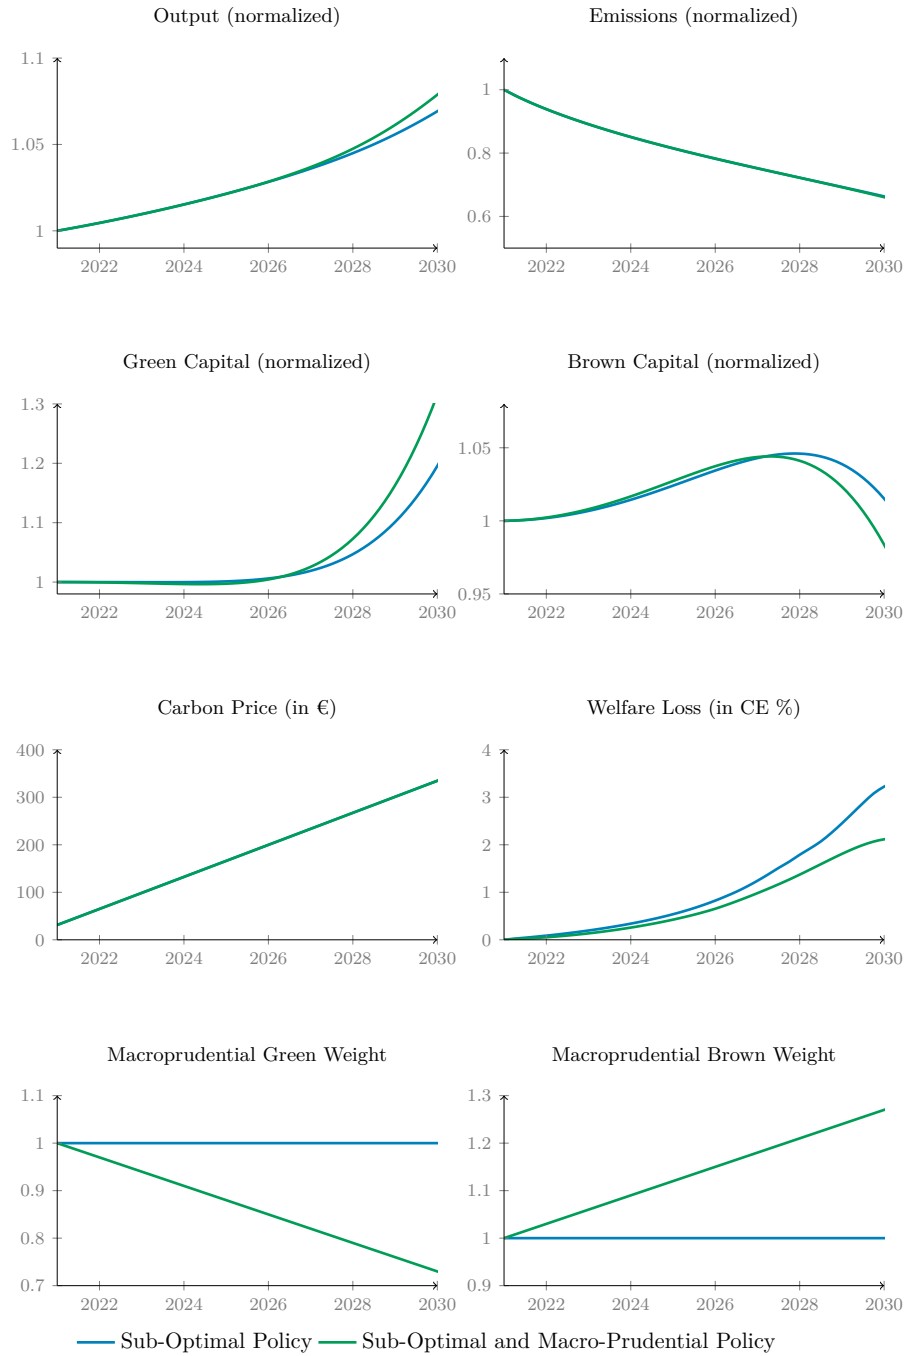 Output (normalized)
1.1
1.05
1
2022 2024 2026 2028 2030
Emissions (normalized)
1
0.8
0.6
2022 2024 2026 2028 2030
Green Capital (normalized)
1.3
1.2
1.1
1
2022 2024 2026 2028 2030
Brown Capital (normalized)
1.05
1
0.95
2022 2024 2026 2028 2030
Carbon Price (in €)
400
300
200
100
0
2022 2024 2026 2028 2030
Welfare Loss (in CE %)
4
3
2
1
0
2022 2024 2026 2028 2030
Macroprudential Green Weight
1.1
1
0.9
0.8
0.7
2022 2024 2026 2028 2030
Macroprudential Brown Weight
1.3
1.2
1.1
1
0.9
2022 2024 2026 2028 2030
Sub-Optimal Policy Sub-Optimal and Macro-Prudential Policy